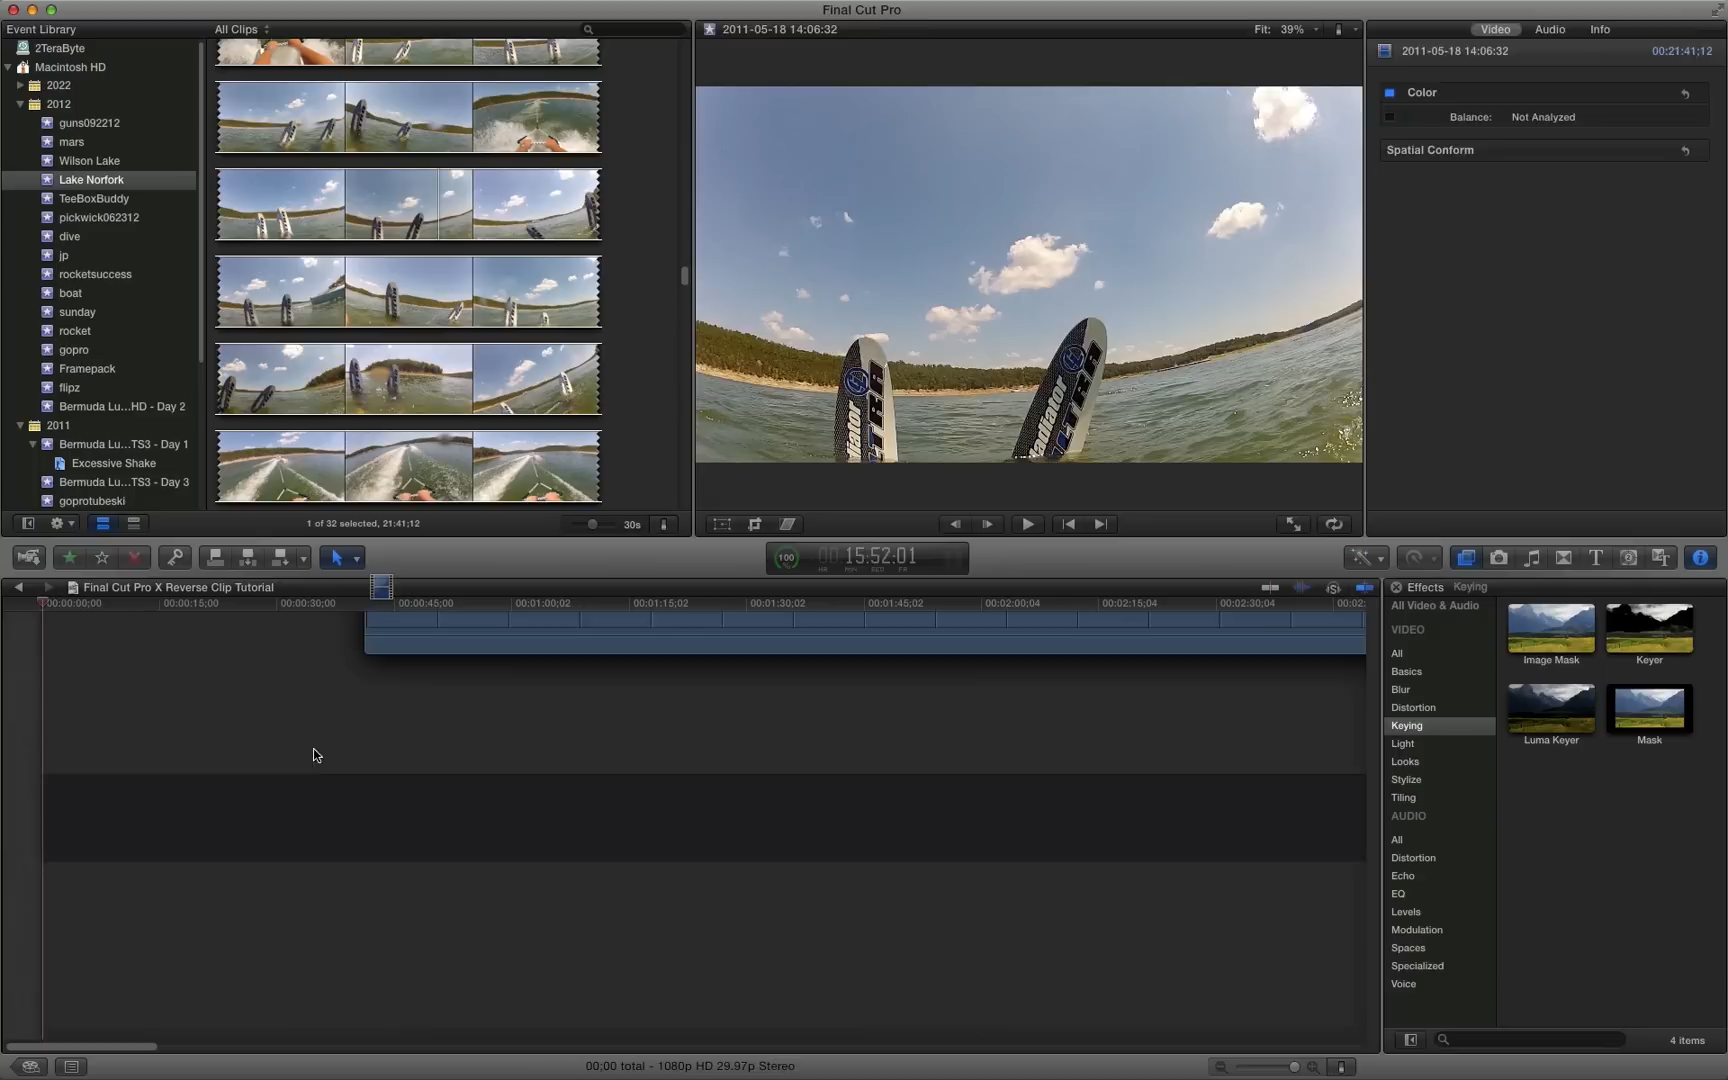 Final Cut Pro
Event Library
All Clips
2011-05-18 14:06:32
Fit: 39%
Video
Audio
Info
2TeraByte
Macintosh HD
2022
2012
guns092212
mars
Wilson Lake
Lake Norfork
TeeBoxBuddy
pickwick062312
dive
jp
rocketsuccess
boat
sunday
rocket
gopro
Framepack
flipz
Bermuda Lu...HD - Day 2
2011
Bermuda Lu...TS3 - Day 1
Excessive Shake
Bermuda Lu...TS3 - Day 3
goprotubeski
1 of 32 selected, 21:41;12
30s
Radiator
Radiator
2011-05-18 14:06:32
00:21:41;12
Color
Balance: Not Analyzed
Spatial Conform
100
15:52:01
HR MIN SEC FR
Final Cut Pro X Reverse Clip Tutorial
00:00:00;00
00:00:15;00
00:00:30;00
00:00:45;00
00:01:00;02
00:01:15;02
00:01:30;02
00:01:45;02
00:02:00;04
00:02:15;04
00:02:30;04
00:02:
Effects
Keying
All Video & Audio
VIDEO
All
Basics
Blur
Distortion
Keying
Light
Looks
Stylize
Tiling
AUDIO
All
Distortion
Echo
EQ
Levels
Modulation
Spaces
Specialized
Voice
Image Mask
Keyer
Luma Keyer
Mask
4 items
00;00 total - 1080p HD 29.97p Stereo